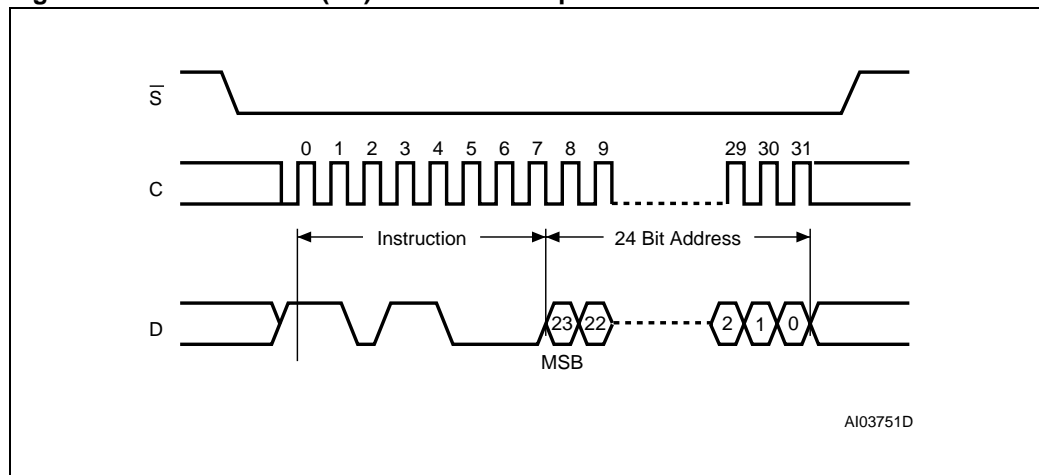 S
0 1 2 3 4 5 6 7 8 9 29 30 31
C
Instruction 24 Bit Address
D 23 22 2 1 0
MSB
AI03751D